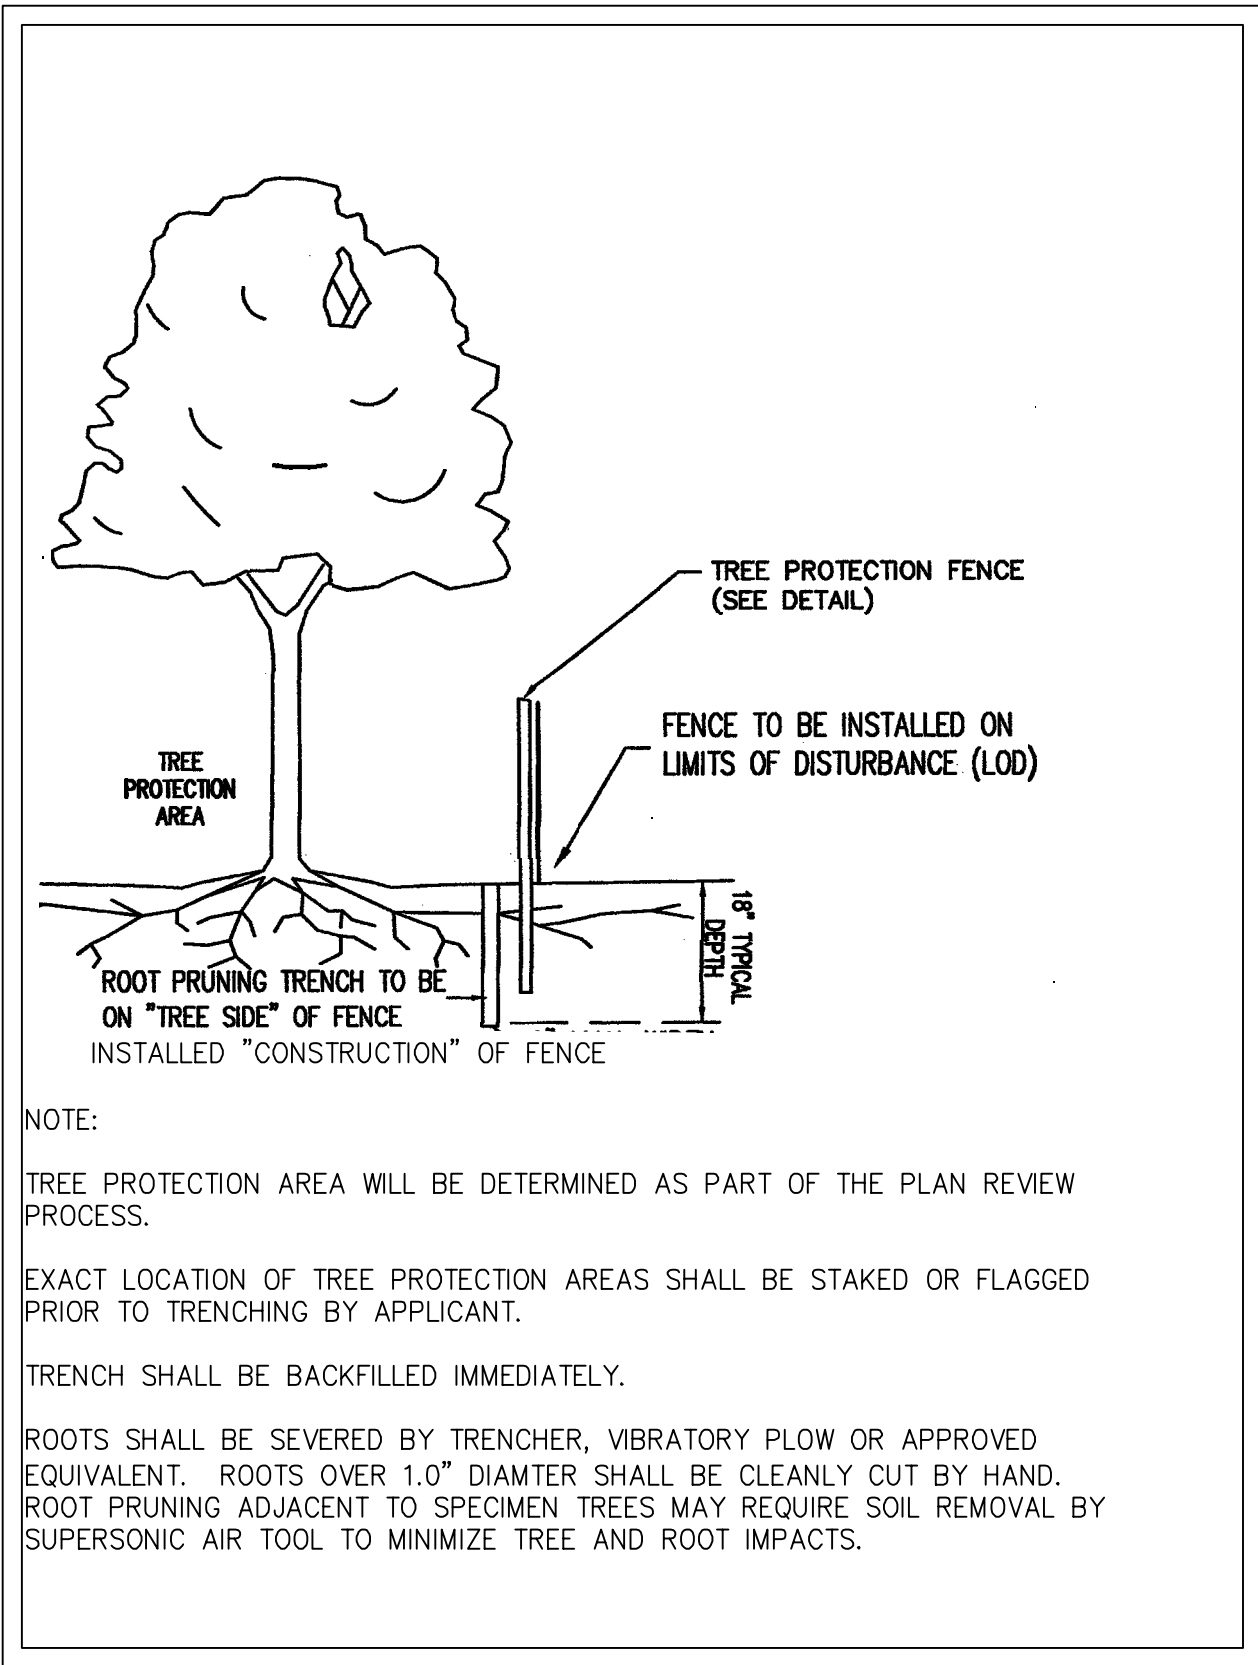 TREE PROTECTION FENCE
(SEE DETAIL)
FENCE TO BE INSTALLED ON
LIMITS OF DISTURBANCE (LOD)
TREE
PROTECTION
AREA
18" TYPICAL
DEPTH
ROOT PRUNING TRENCH TO BE
ON "TREE SIDE" OF FENCE
INSTALLED "CONSTRUCTION" OF FENCE
NOTE:
TREE PROTECTION AREA WILL BE DETERMINED AS PART OF THE PLAN REVIEW
PROCESS.
EXACT LOCATION OF TREE PROTECTION AREAS SHALL BE STAKED OR FLAGGED
PRIOR TO TRENCHING BY APPLICANT.
TRENCH SHALL BE BACKFILLED IMMEDIATELY.
ROOTS SHALL BE SEVERED BY TRENCHER, VIBRATORY PLOW OR APPROVED
EQUIVALENT. ROOTS OVER 1.0" DIAMTER SHALL BE CLEANLY CUT BY HAND.
ROOT PRUNING ADJACENT TO SPECIMEN TREES MAY REQUIRE SOIL REMOVAL BY
SUPERSONIC AIR TOOL TO MINIMIZE TREE AND ROOT IMPACTS.